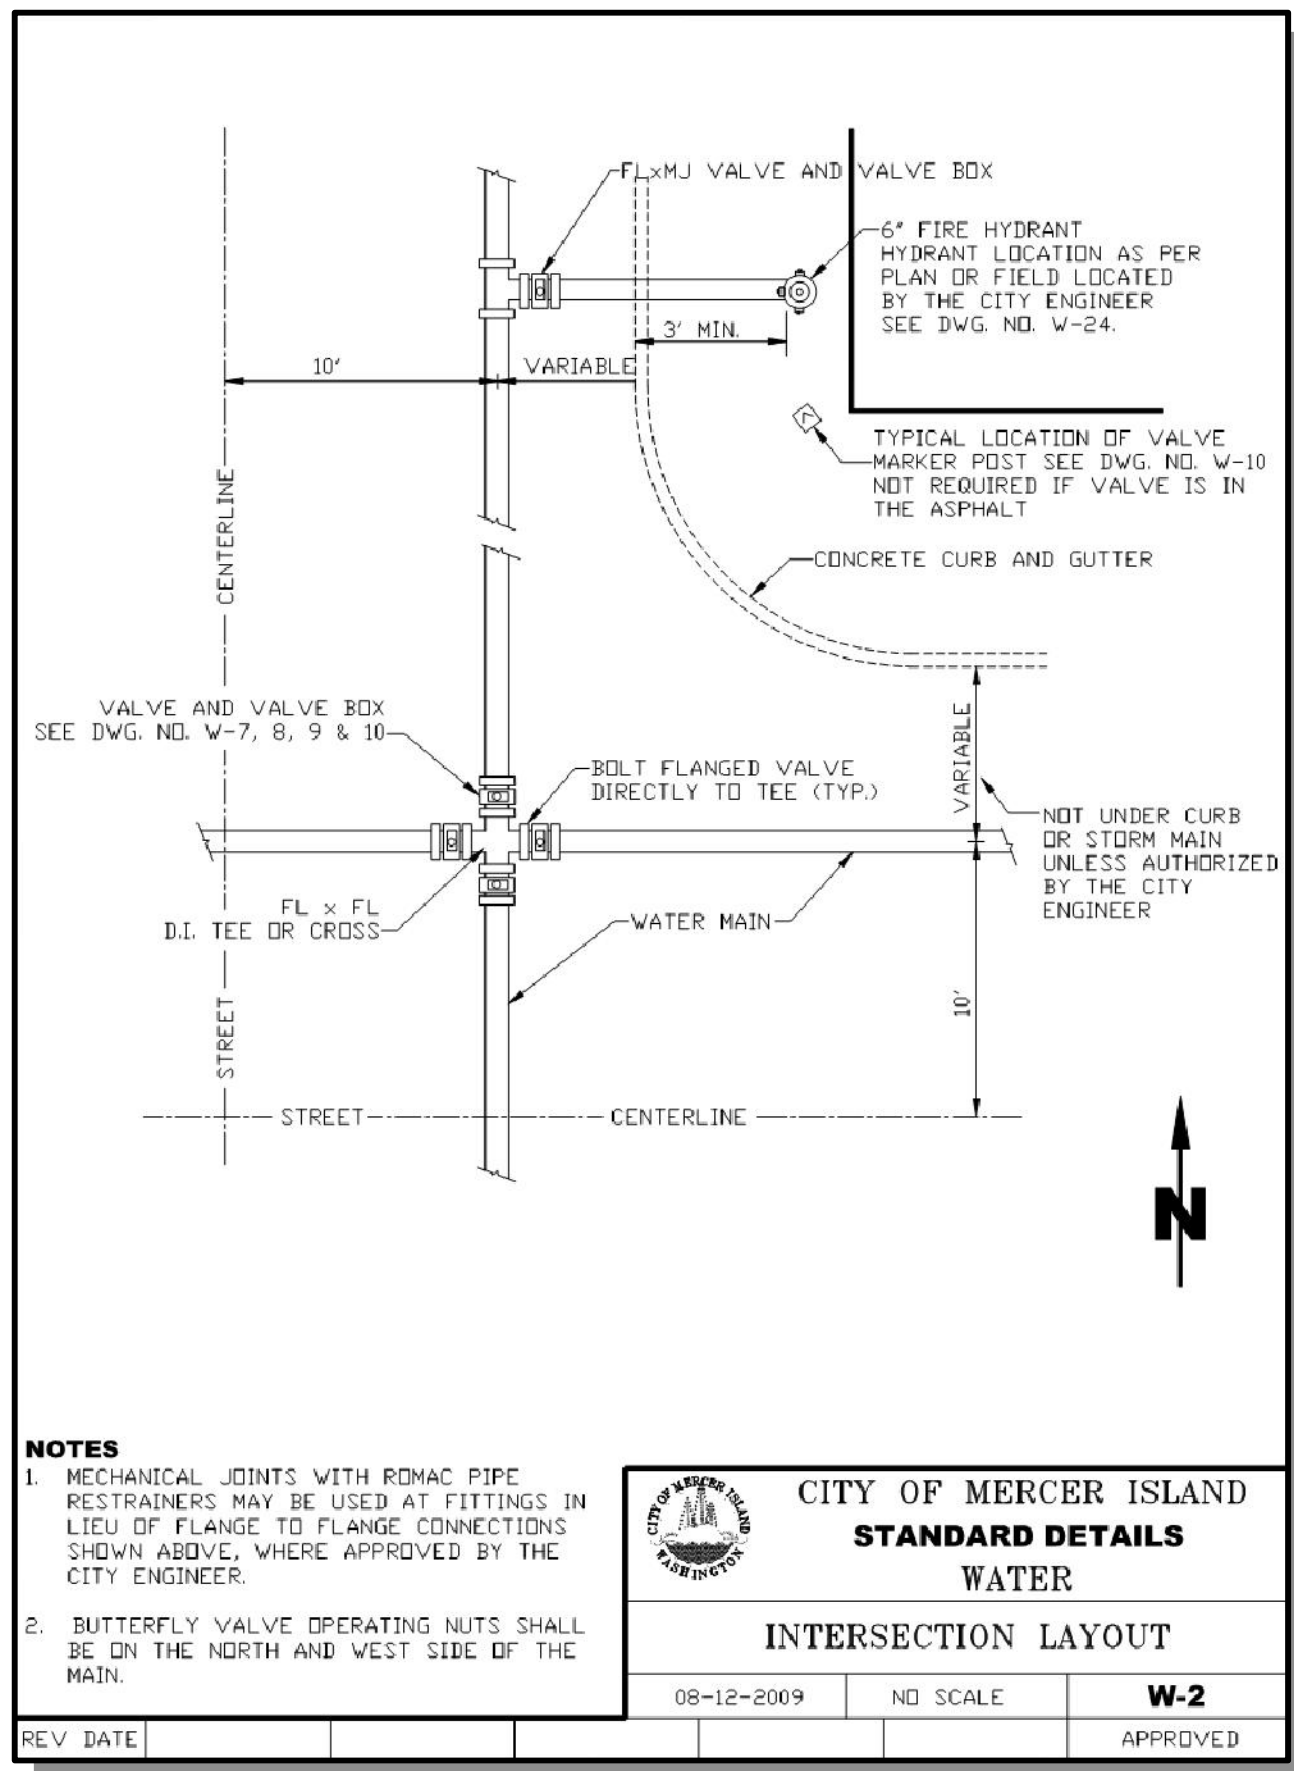 FL×MJ VALVE AND VALVE BOX
6" FIRE HYDRANT
HYDRANT LOCATION AS PER
PLAN OR FIELD LOCATED
BY THE CITY ENGINEER
SEE DWG. NO. W-24.
3' MIN.
10'
VARIABLE
TYPICAL LOCATION OF VALVE
MARKER POST SEE DWG. NO. W-10
NOT REQUIRED IF VALVE IS IN
THE ASPHALT
CENTERLINE
CONCRETE CURB AND GUTTER
VALVE AND VALVE BOX
SEE DWG. NO. W-7, 8, 9 & 10
VARIABLE
BOLT FLANGED VALVE
DIRECTLY TO TEE (TYP.)
NOT UNDER CURB
OR STORM MAIN
UNLESS AUTHORIZED
BY THE CITY
ENGINEER
FL × FL
D.I. TEE OR CROSS
WATER MAIN
10'
STREET
STREET
CENTERLINE
N
NOTES
1. MECHANICAL JOINTS WITH ROMAC PIPE
RESTRAINERS MAY BE USED AT FITTINGS IN
LIEU OF FLANGE TO FLANGE CONNECTIONS
SHOWN ABOVE, WHERE APPROVED BY THE
CITY ENGINEER.
2. BUTTERFLY VALVE OPERATING NUTS SHALL
BE ON THE NORTH AND WEST SIDE OF THE
MAIN.
CITY OF MERCER ISLAND
WASHINGTON
CITY OF MERCER ISLAND
STANDARD DETAILS
WATER
INTERSECTION LAYOUT
08-12-2009
NO SCALE
W-2
REV DATE
APPROVED